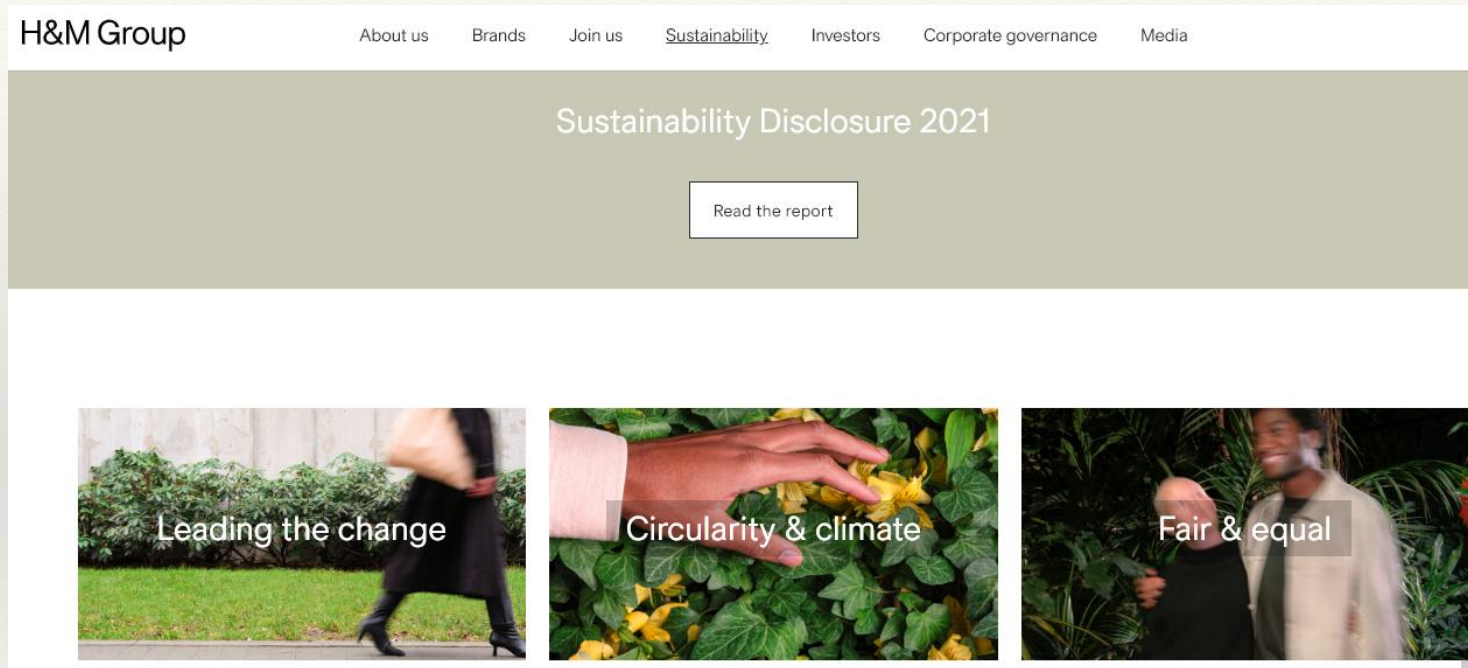 H&M Group
About us Brands Join us Sustainability Investors Corporate governance Media
Sustainability Disclosure 2021
Read the report
Leading the change
Circularity & climate
Fair & equal